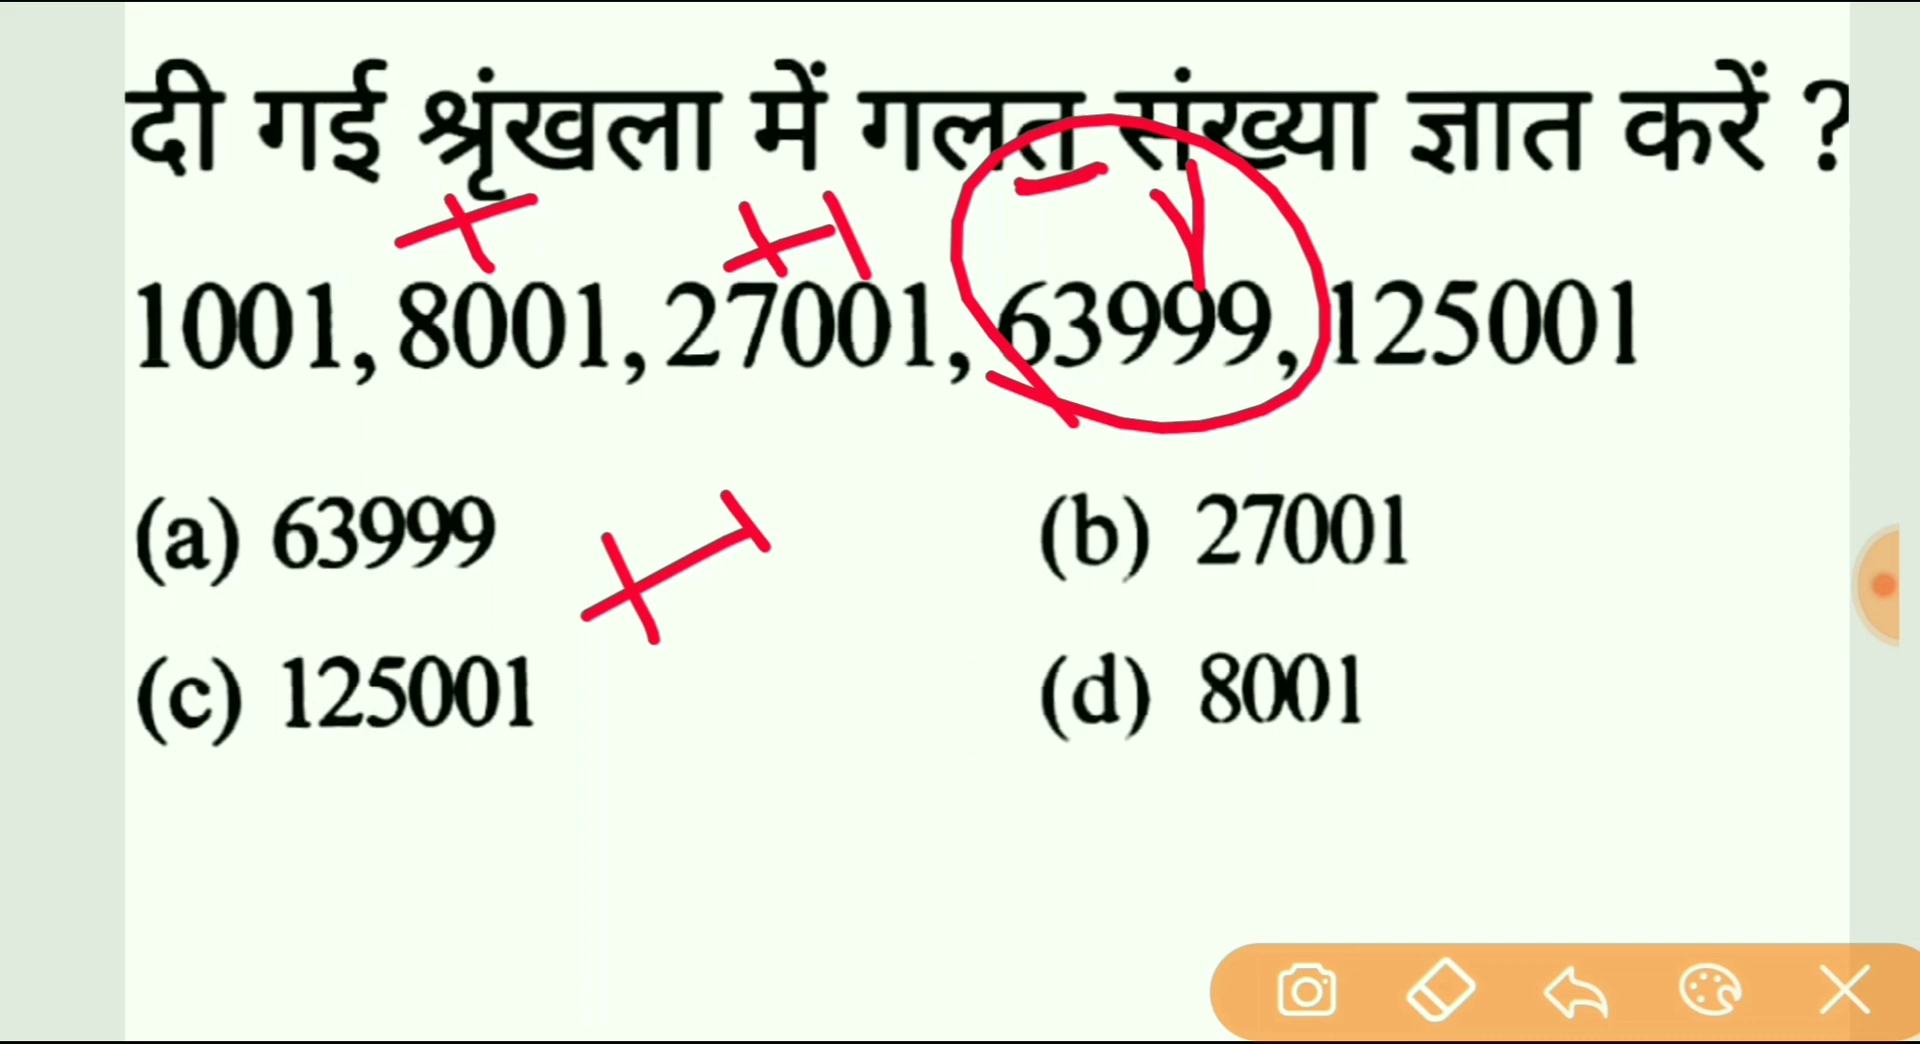 दी गई श्रृंखला में गलत संख्या ज्ञात करें ?
1001, 8001, 27001, 63999, 125001
(a) 63999 (b) 27001
(c) 125001 (d) 8001